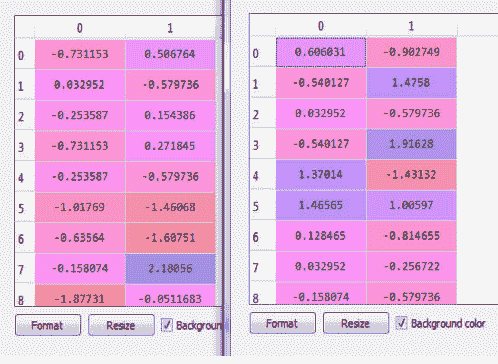 0 1
0 -0.731153 0.506764
1 0.032952 -0.579736
2 -0.253587 0.154386
3 -0.731153 0.271845
4 -0.253587 -0.579736
5 -1.01769 -1.46068
6 -0.63564 -1.60751
7 -0.158074 2.18056
8 -1.87731 -0.0511683
Format Resize Backgroun
0 1
0 0.606031 -0.902749
1 -0.540127 1.4758
2 0.032952 -0.579736
3 -0.540127 1.91628
4 1.37014 -1.43132
5 1.46565 1.00597
6 0.128465 -0.814655
7 0.032952 -0.256722
8 -0.158074 -0.579736
Format Resize Background color